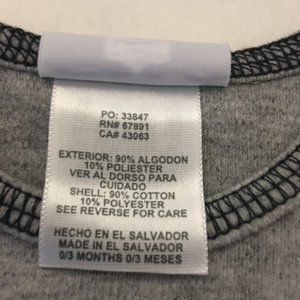 PO: 33847
RN# 67891
CA# 43063
EXTERIOR: 90% ALGODON
10% POLIESTER
VER AL DORSO PARA
CUIDADO
SHELL: 90% COTTON
10% POLYESTER
SEE REVERSE FOR CARE
HECHO EN EL SALVADOR
MADE IN EL SALVADOR
0/3 MONTHS 0/3 MESES